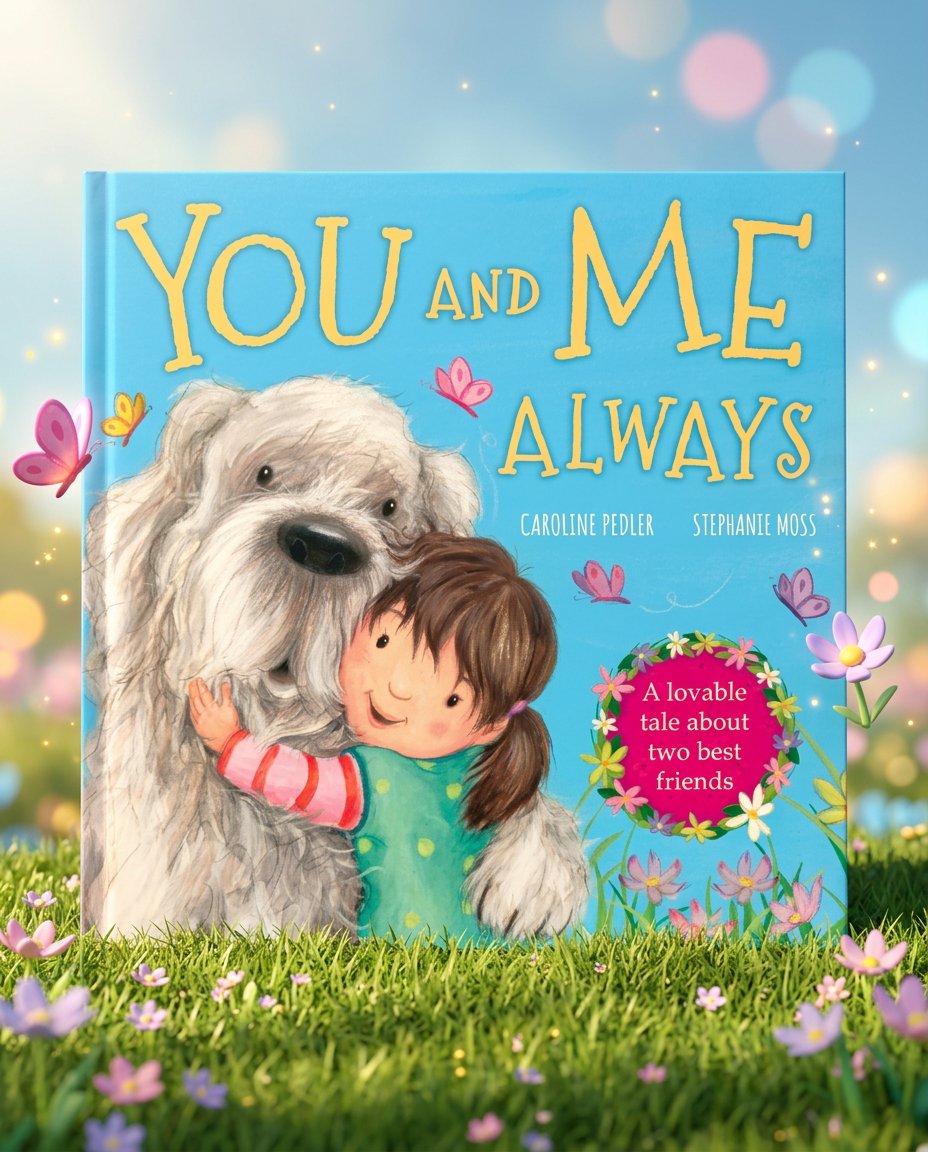 YOU AND ME
ALWAYS
CAROLINE PEDLER STEPHANIE MOSS
A lovable
tale about
two best
friends